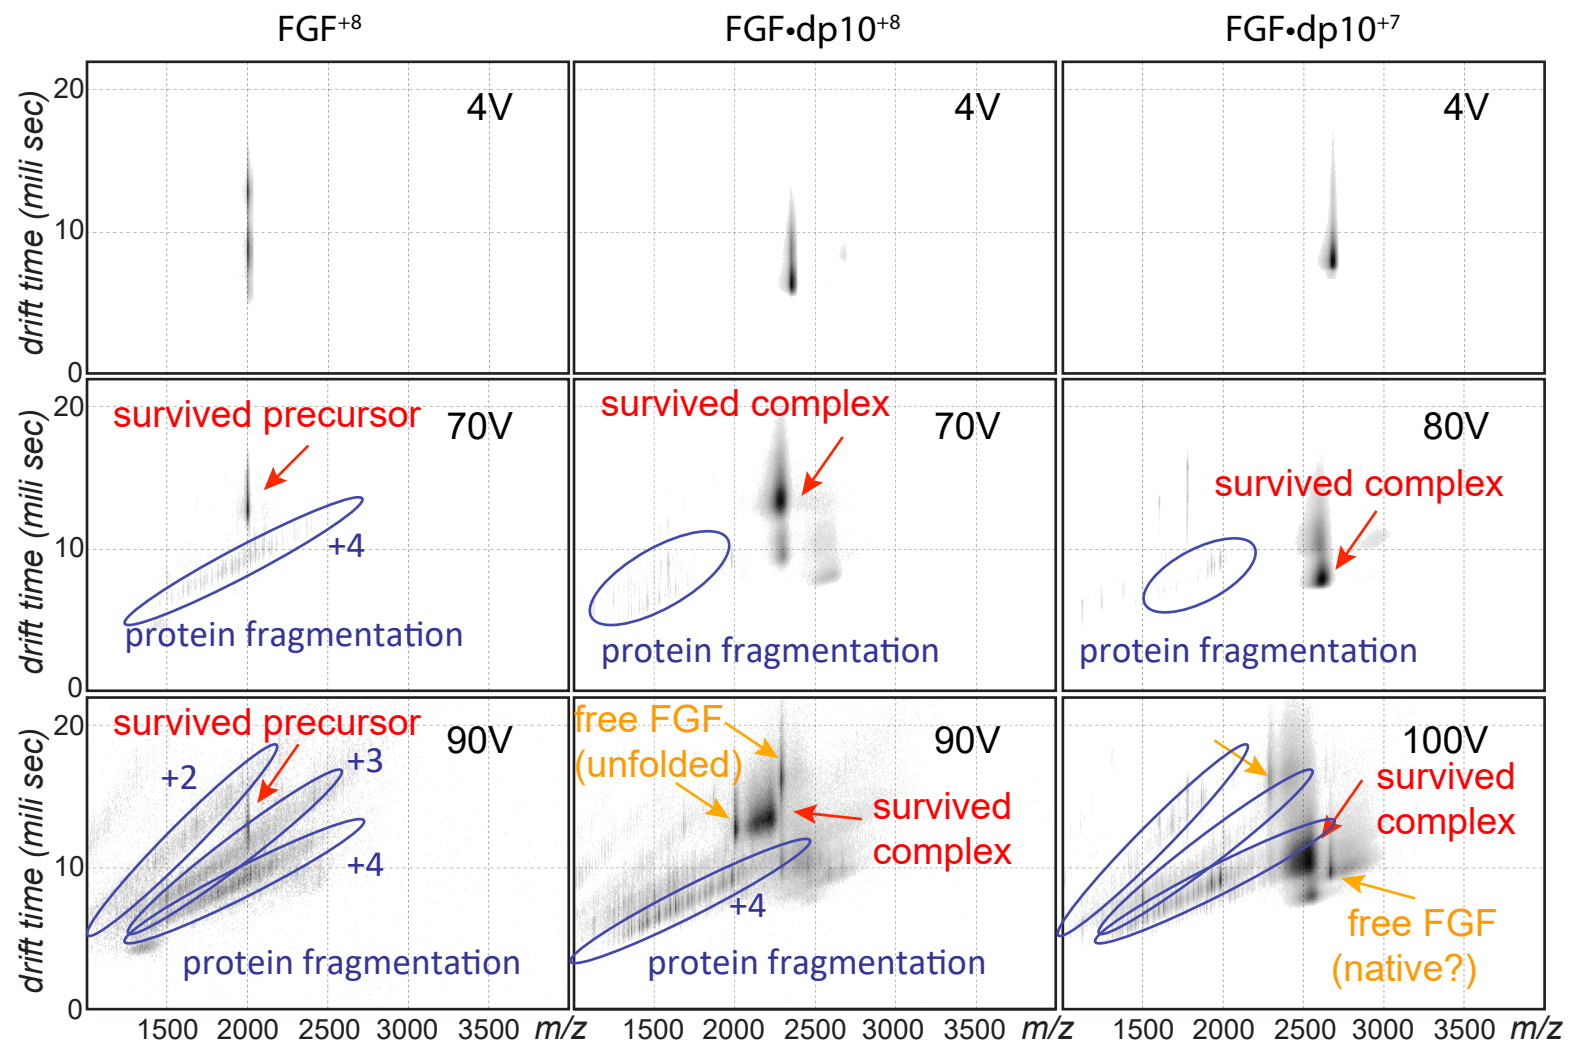 FGF+8
FGF•dp10+8
FGF•dp10+7
drift time (mili sec)
20
10
0
4V
4V
4V
drift time (mili sec)
20
10
0
survived precursor
70V
+4
protein fragmentation
survived complex
70V
protein fragmentation
80V
survived complex
protein fragmentation
drift time (mili sec)
20
10
0
survived precursor
90V
+2
+3
+4
protein fragmentation
free FGF
(unfolded)
90V
survived
complex
+4
protein fragmentation
100V
survived
complex
free FGF
(native?)
1500 2000 2500 3000 3500 m/z
1500 2000 2500 3000 3500 m/z
1500 2000 2500 3000 3500 m/z